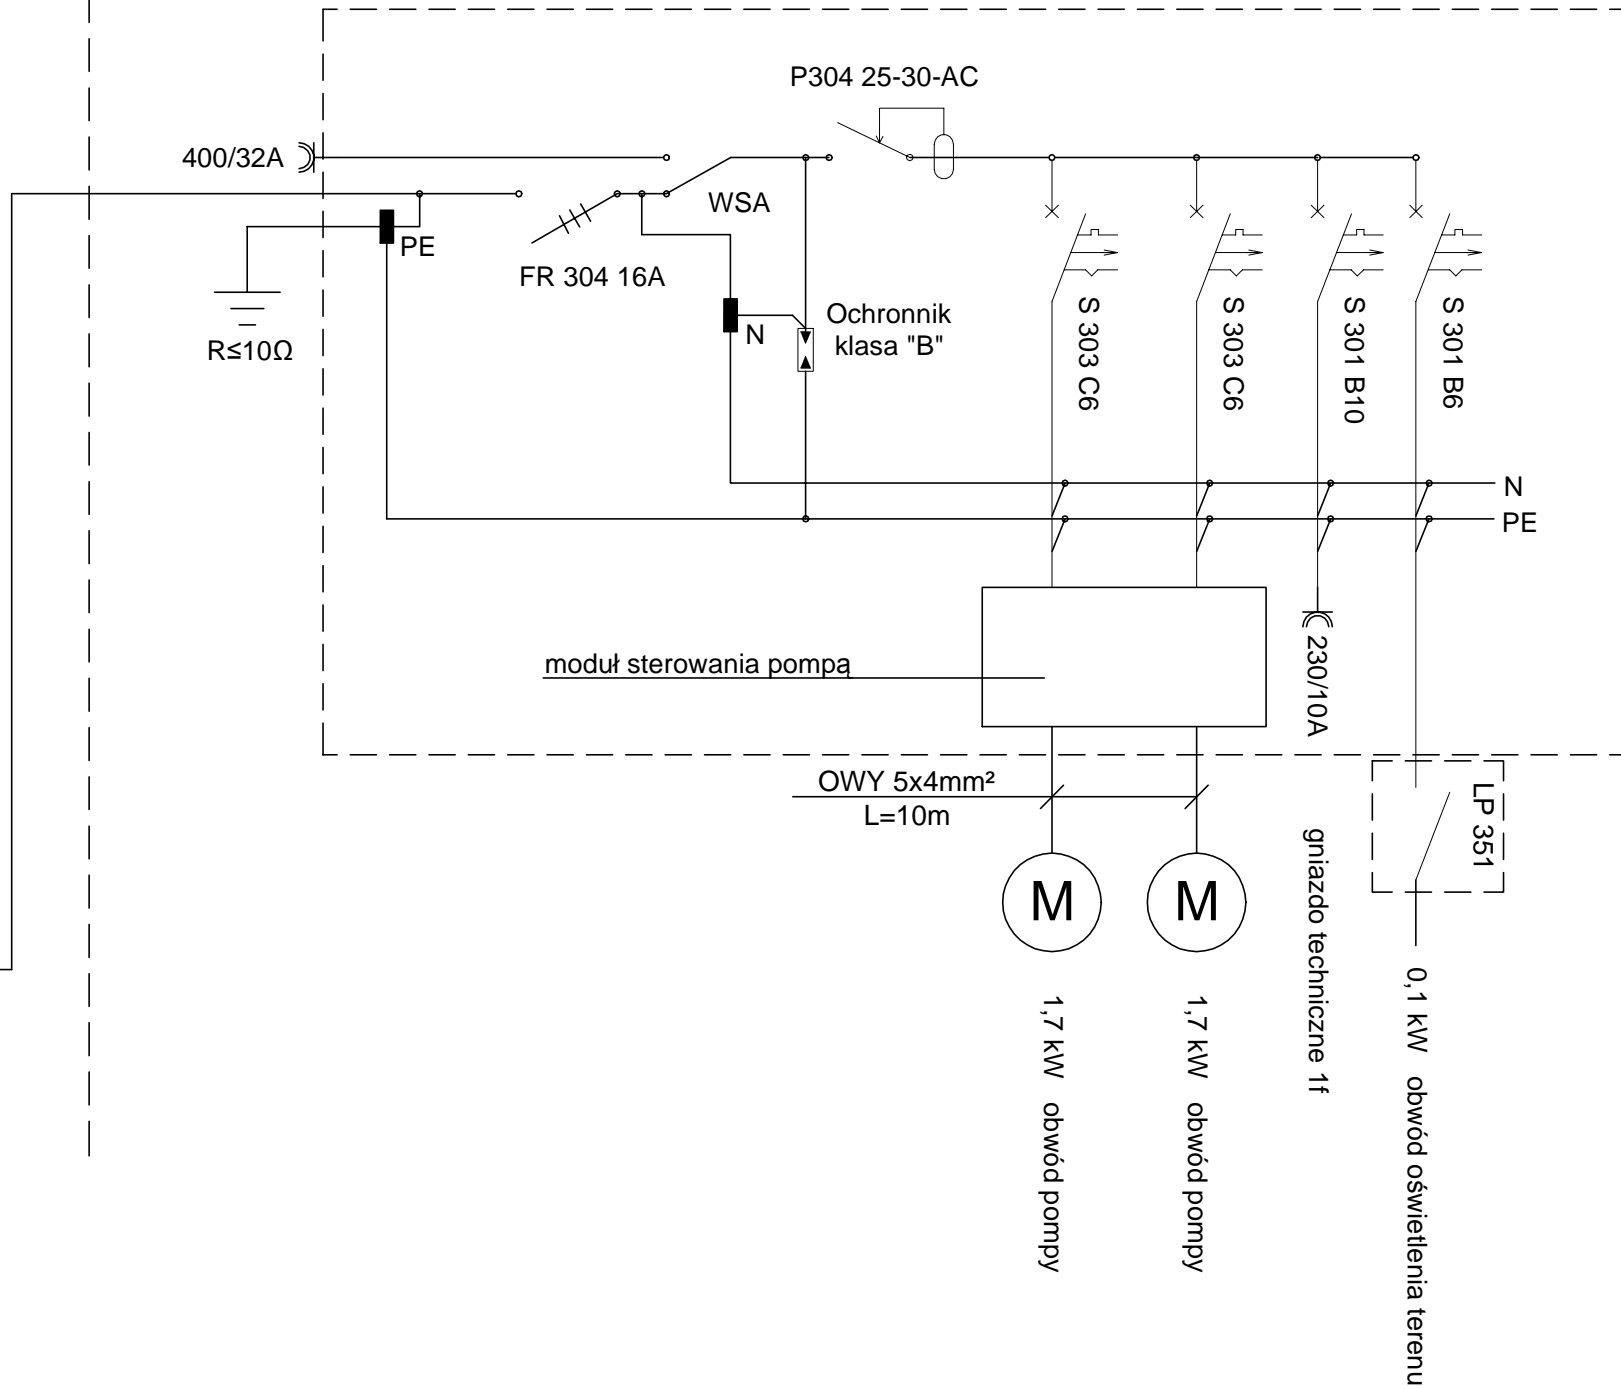 P304 25-30-AC
400/32A
WSA
PE
FR 304 16A
R≤10Ω
N
Ochronnik
klasa "B"
S 303 C6
S 303 C6
S 301 B10
S 301 B6
N
PE
moduł sterowania pompą
230/10A
OWY 5x4mm²
L=10m
LP 351
M
M
gniazdo techniczne 1f
1,7 kW obwód pompy
1,7 kW obwód pompy
0,1 kW obwód oświetlenia terenu